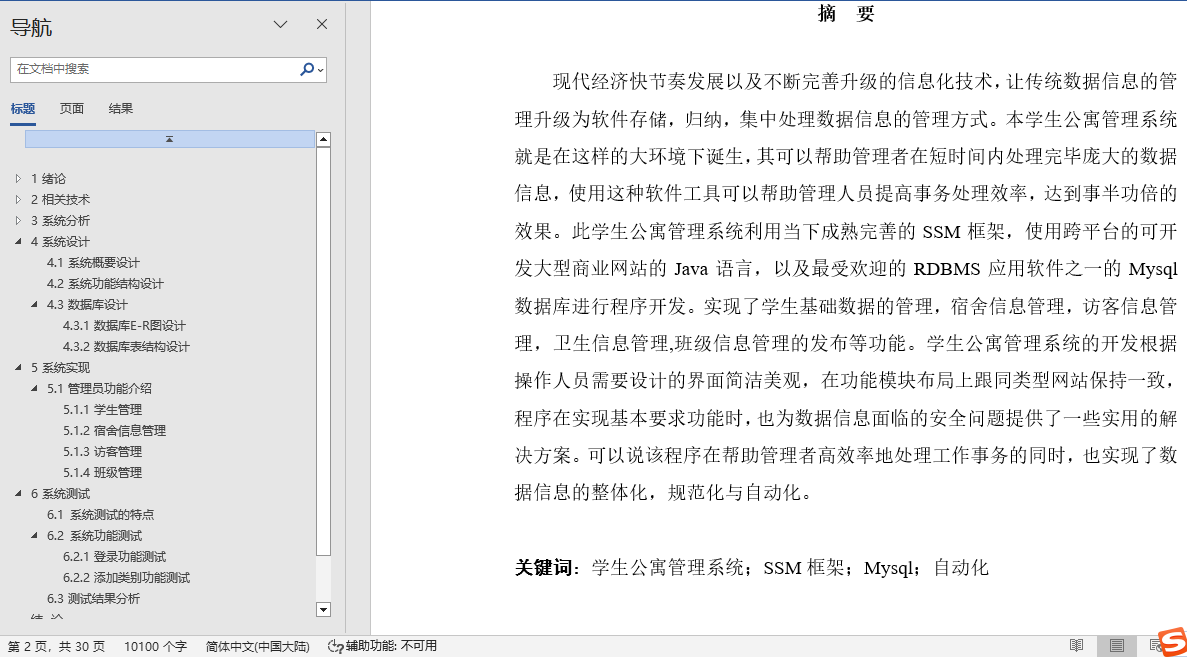 导航
在文档中搜索
标题 页面 结果
1 绪论
2 相关技术
3 系统分析
4 系统设计
4.1 系统概要设计
4.2 系统功能结构设计
4.3 数据库设计
4.3.1 数据库E-R图设计
4.3.2 数据库表结构设计
5 系统实现
5.1 管理员功能介绍
5.1.1 学生管理
5.1.2 宿舍信息管理
5.1.3 访客管理
5.1.4 班级管理
6 系统测试
6.1 系统测试的特点
6.2 系统功能测试
6.2.1 登录功能测试
6.2.2 添加类别功能测试
6.3 测试结果分析
摘 要
现代经济快节奏发展以及不断完善升级的信息化技术，让传统数据信息的管
理升级为软件存储，归纳，集中处理数据信息的管理方式。本学生公寓管理系统
就是在这样的大环境下诞生，其可以帮助管理者在短时间内处理完毕庞大的数据
信息，使用这种软件工具可以帮助管理人员提高事务处理效率，达到事半功倍的
效果。此学生公寓管理系统利用当下成熟完善的 SSM 框架，使用跨平台的可开
发大型商业网站的 Java 语言，以及最受欢迎的 RDBMS 应用软件之一的 Mysql
数据库进行程序开发。实现了学生基础数据的管理，宿舍信息管理，访客信息管
理，卫生信息管理,班级信息管理的发布等功能。学生公寓管理系统的开发根据
操作人员需要设计的界面简洁美观，在功能模块布局上跟同类型网站保持一致，
程序在实现基本要求功能时，也为数据信息面临的安全问题提供了一些实用的解
决方案。可以说该程序在帮助管理者高效率地处理工作事务的同时，也实现了数
据信息的整体化，规范化与自动化。
关键词：学生公寓管理系统；SSM 框架；Mysql；自动化
第 2 页，共 30 页 10100 个字 简体中文(中国大陆) 辅助功能: 不可用